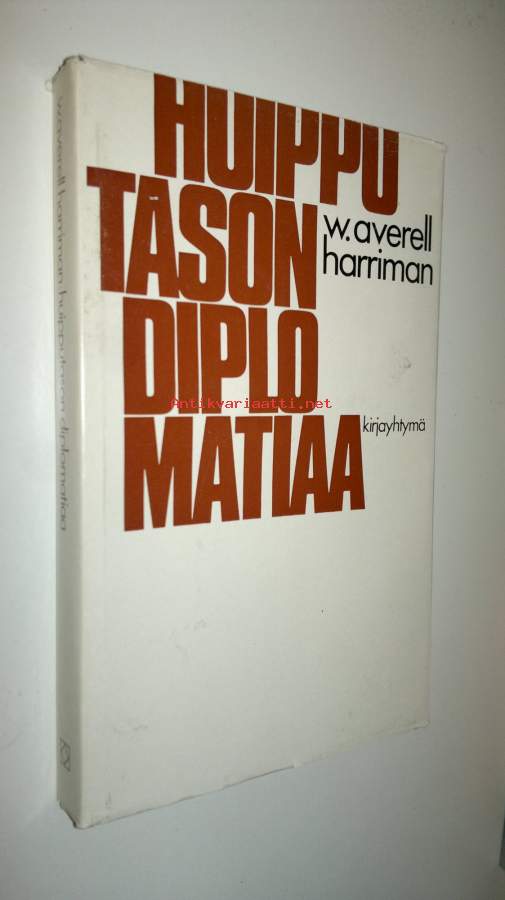 HUIPPU
TASON
w.averell
harriman
DIPLO
Antikvariaatti.net
kirjayhtymä
MATIAA
w.averell harriman huipputason diplomatiaa